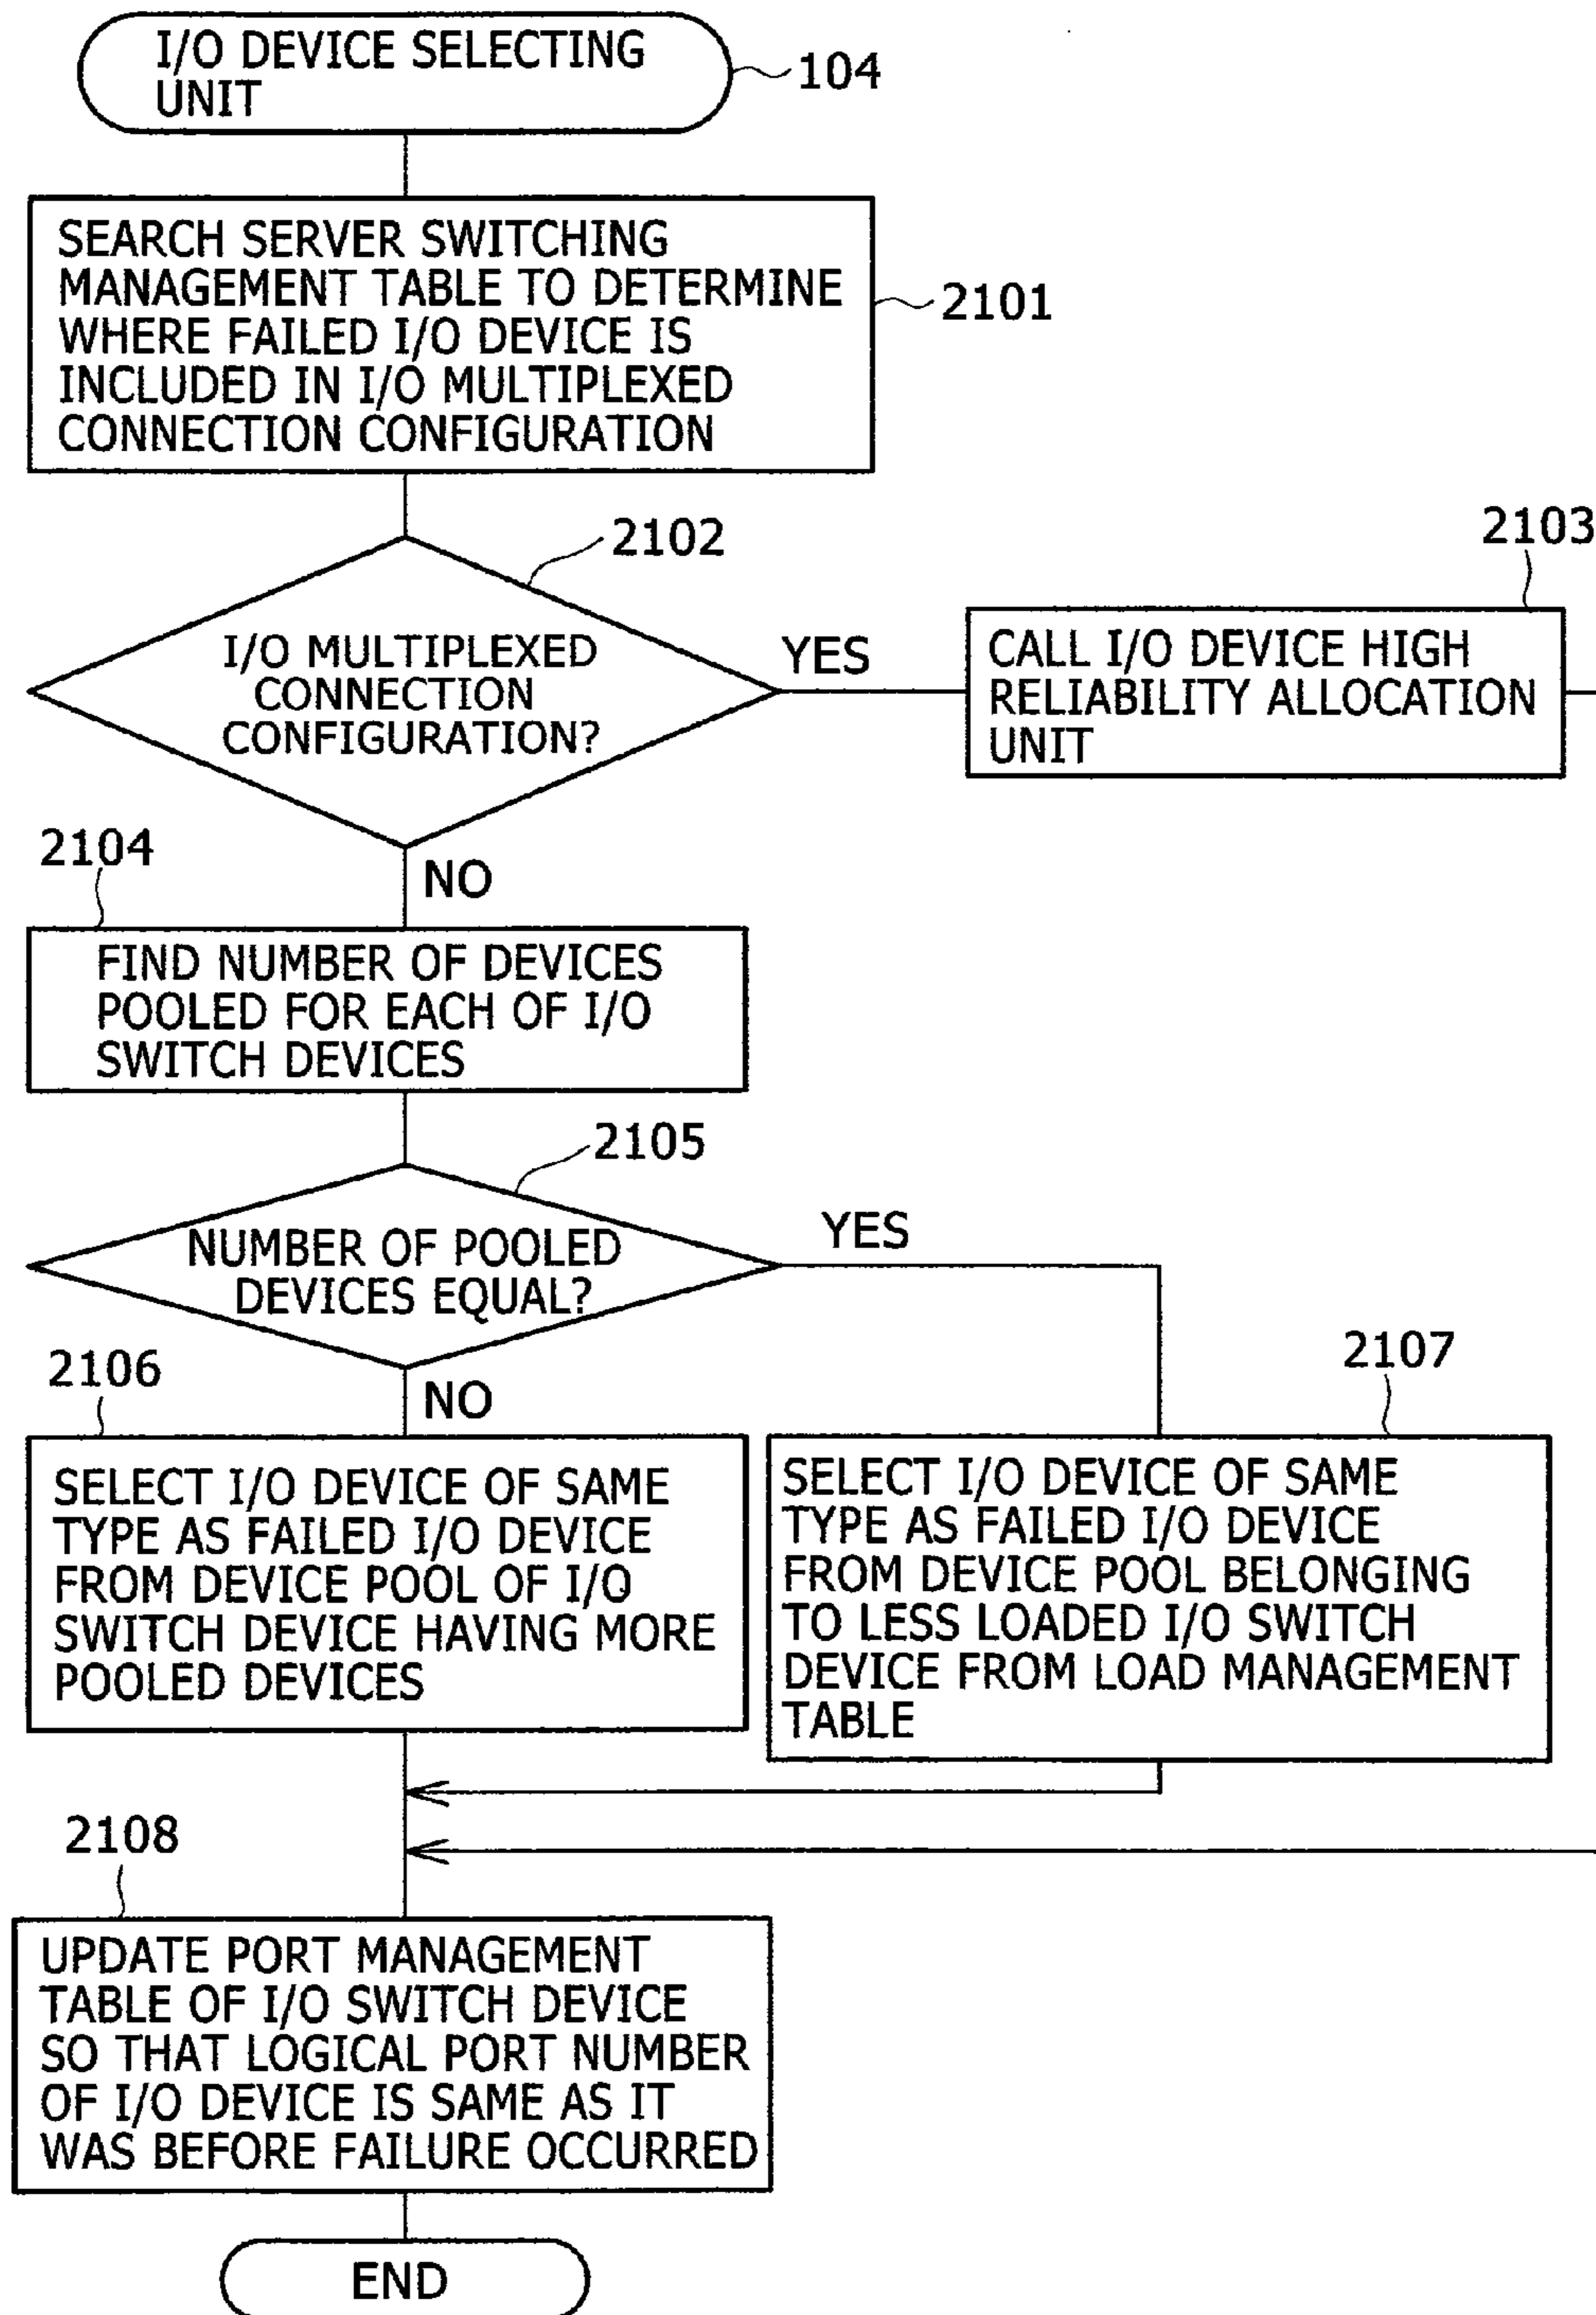 I/O DEVICE SELECTING
UNIT
104
SEARCH SERVER SWITCHING
MANAGEMENT TABLE TO DETERMINE
WHERE FAILED I/O DEVICE IS
INCLUDED IN I/O MULTIPLEXED
CONNECTION CONFIGURATION
2101
2102
I/O MULTIPLEXED
CONNECTION
CONFIGURATION?
YES
2103
CALL I/O DEVICE HIGH
RELIABILITY ALLOCATION
UNIT
NO
2104
FIND NUMBER OF DEVICES
POOLED FOR EACH OF I/O
SWITCH DEVICES
2105
NUMBER OF POOLED
DEVICES EQUAL?
YES
NO
2106
SELECT I/O DEVICE OF SAME
TYPE AS FAILED I/O DEVICE
FROM DEVICE POOL OF I/O
SWITCH DEVICE HAVING MORE
POOLED DEVICES
2107
SELECT I/O DEVICE OF SAME
TYPE AS FAILED I/O DEVICE
FROM DEVICE POOL BELONGING
TO LESS LOADED I/O SWITCH
DEVICE FROM LOAD MANAGEMENT
TABLE
2108
UPDATE PORT MANAGEMENT
TABLE OF I/O SWITCH DEVICE
SO THAT LOGICAL PORT NUMBER
OF I/O DEVICE IS SAME AS IT
WAS BEFORE FAILURE OCCURRED
END